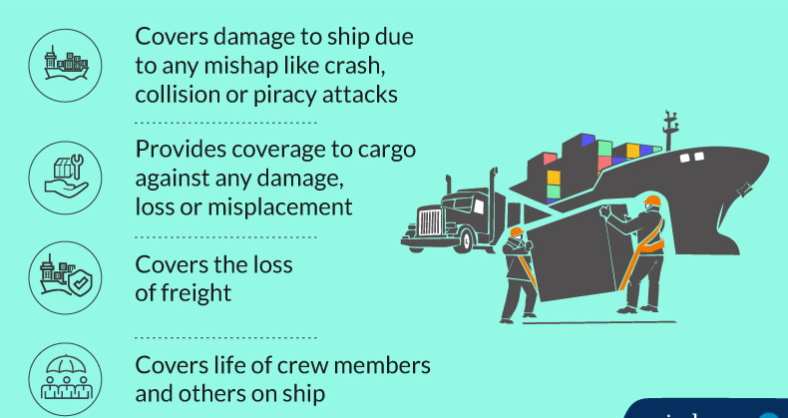 Covers damage to ship due
to any mishap like crash,
collision or piracy attacks
Provides coverage to cargo
against any damage,
loss or misplacement
Covers the loss
of freight
Covers life of crew members
and others on ship